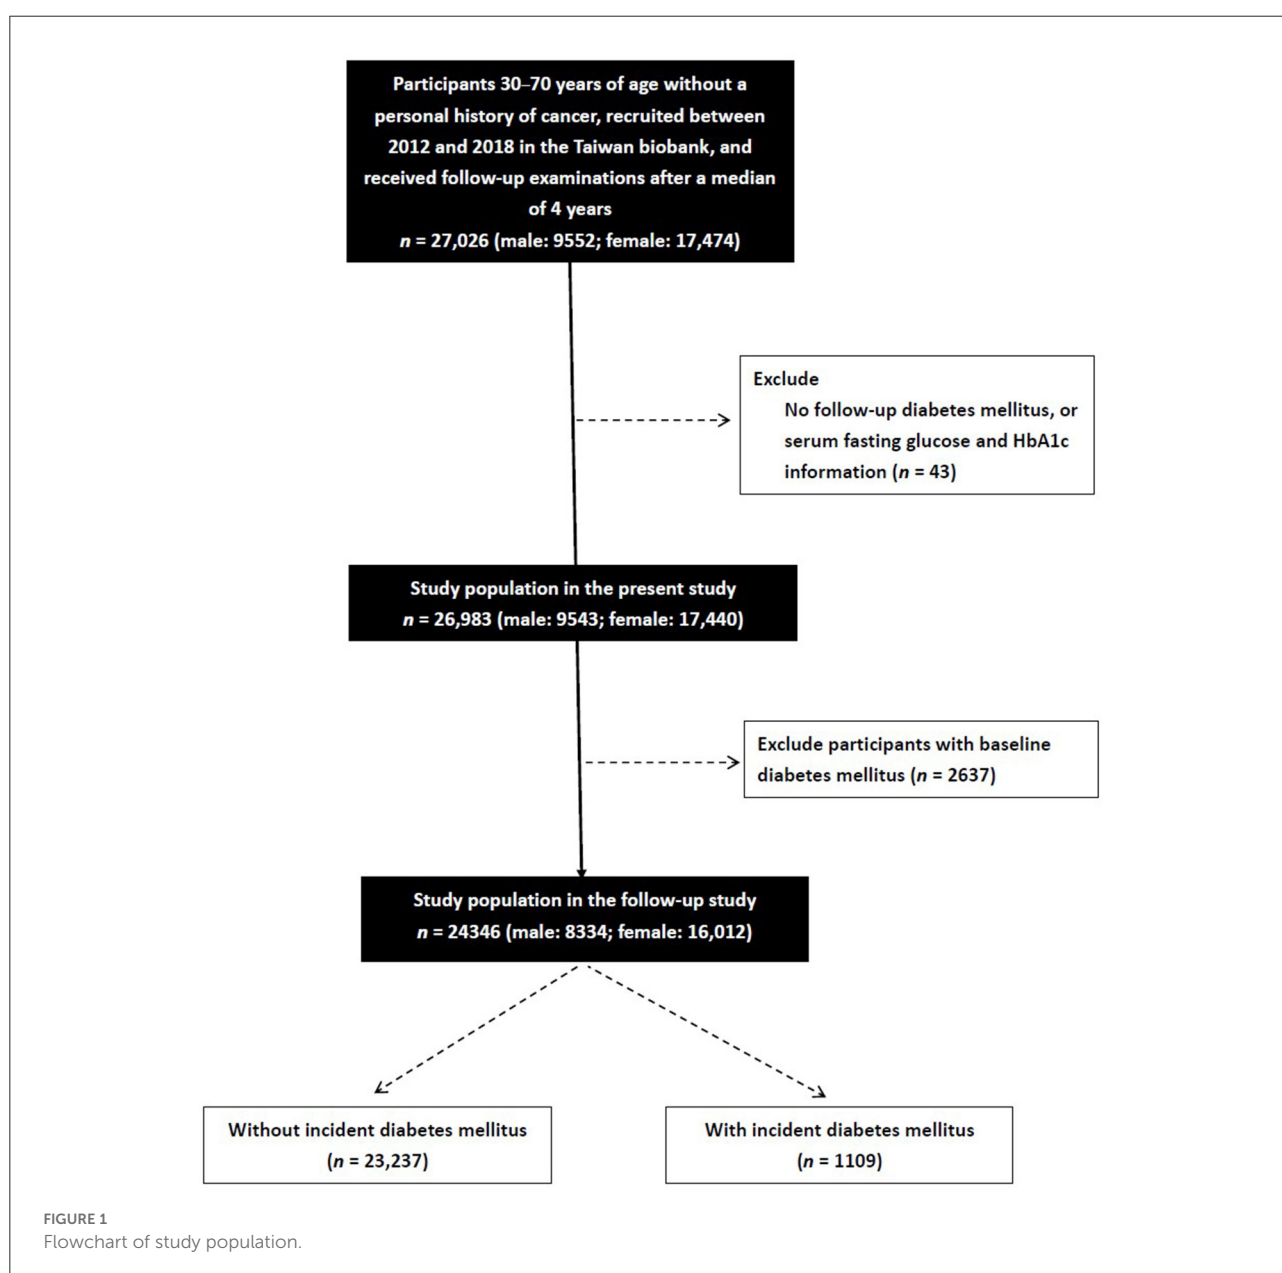 Participants 30–70 years of age without a
personal history of cancer, recruited between
2012 and 2018 in the Taiwan biobank, and
received follow-up examinations after a median
of 4 years
n = 27,026 (male: 9552; female: 17,474)
Exclude
No follow-up diabetes mellitus, or
serum fasting glucose and HbA1c
information (n = 43)
Study population in the present study
n = 26,983 (male: 9543; female: 17,440)
Exclude participants with baseline
diabetes mellitus (n = 2637)
Study population in the follow-up study
n = 24346 (male: 8334; female: 16,012)
Without incident diabetes mellitus
(n = 23,237)
With incident diabetes mellitus
(n = 1109)
FIGURE 1
Flowchart of study population.